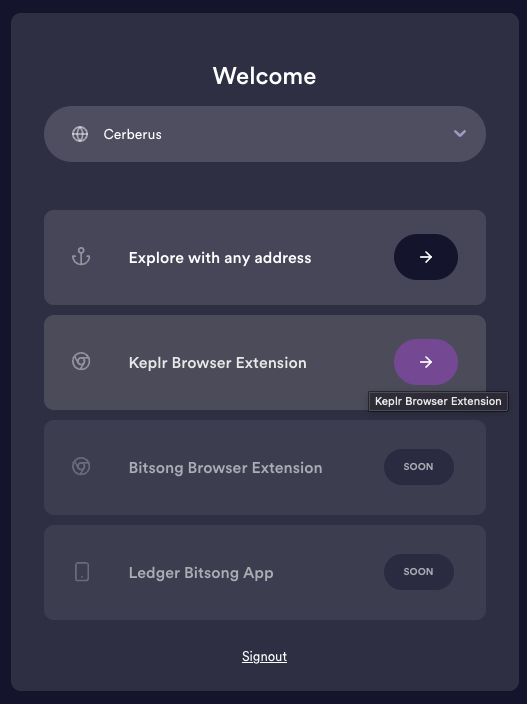 Welcome
Cerberus
Explore with any address
Keplr Browser Extension
Keplr Browser Extension
Bitsong Browser Extension
SOON
Ledger Bitsong App
SOON
Signout